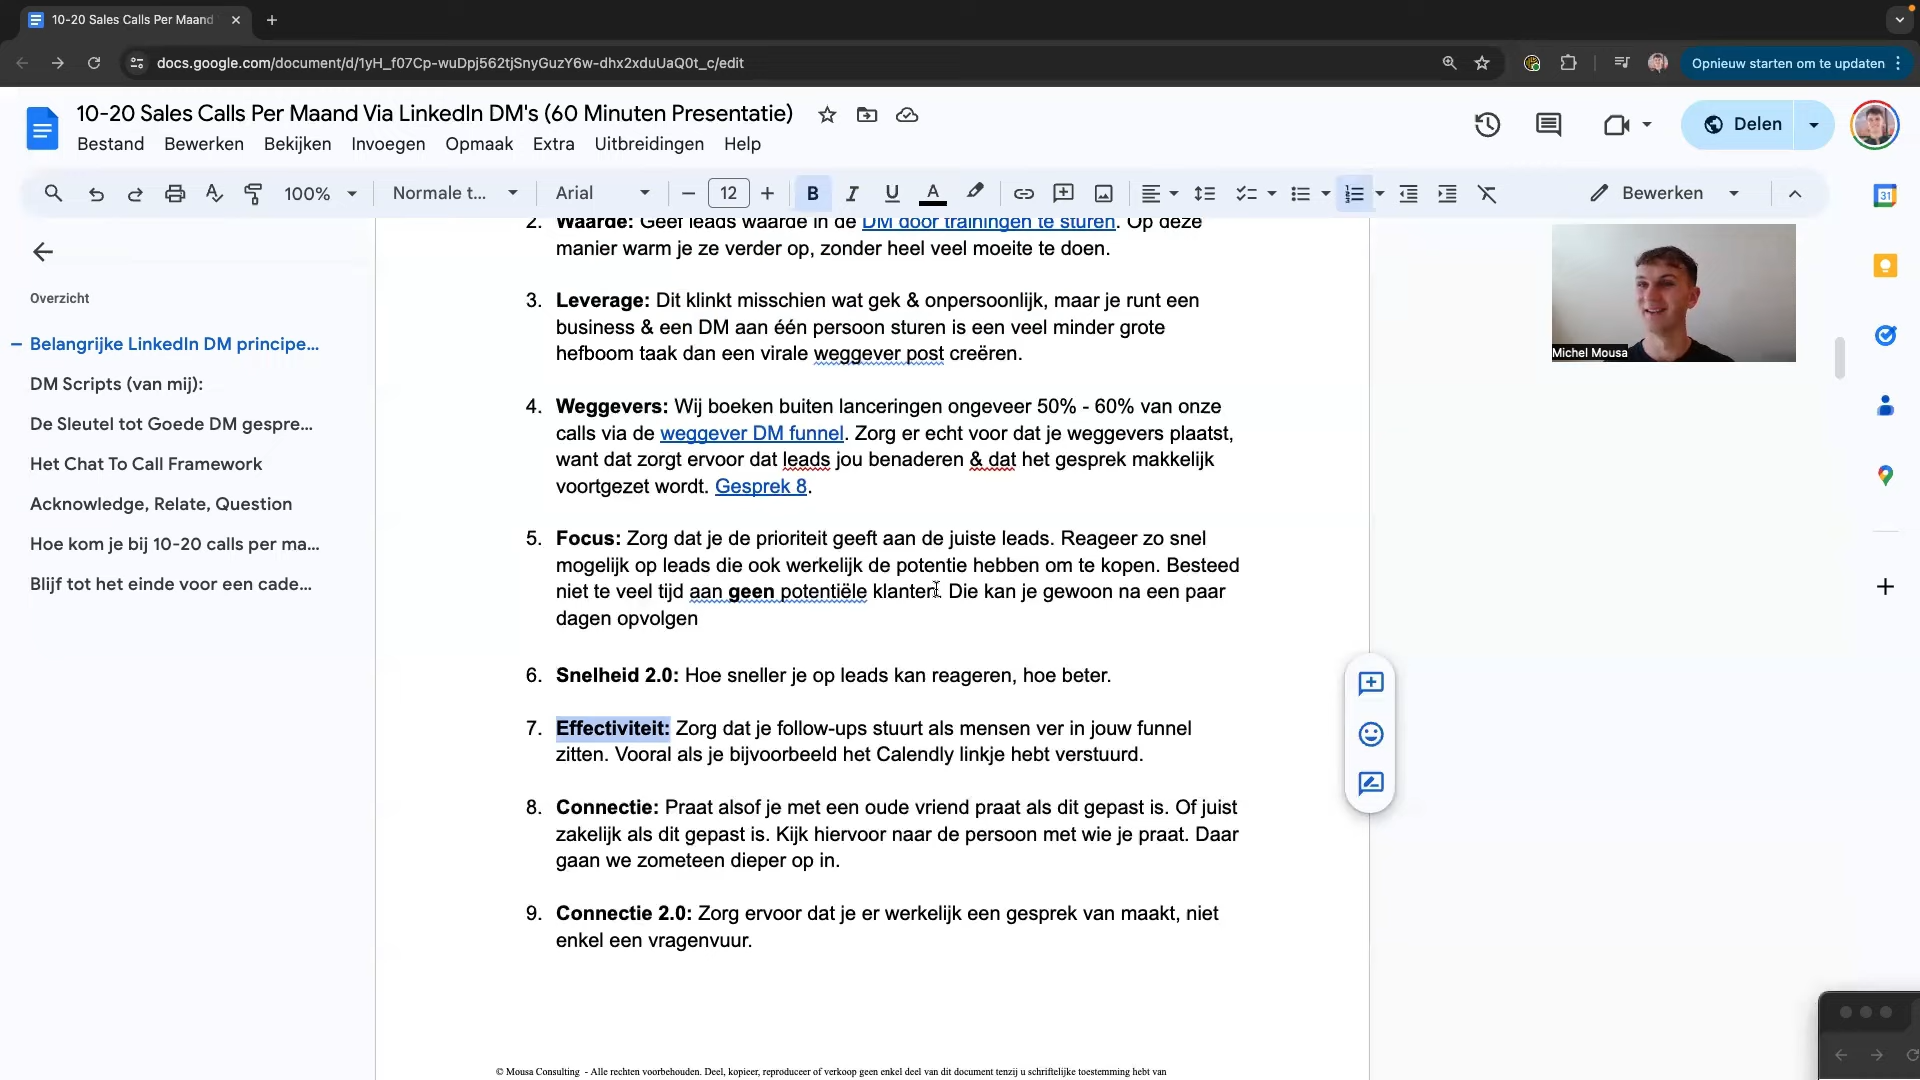 10-20 Sales Calls Per Maand
docs.google.com/document/d/1yH_f07Cp-wuDpj562tjSnyGuzY6w-dhx2xduUaQ0t_c/edit
Opnieuw starten om te updaten
10-20 Sales Calls Per Maand Via LinkedIn DM's (60 Minuten Presentatie)
Delen
Bestand Bewerken Bekijken Invoegen Opmaak Extra Uitbreidingen Help
100% Normale t... Arial 12 B I U A Bewerken
31
Overzicht
Belangrijke LinkedIn DM principe...
DM Scripts (van mij):
De Sleutel tot Goede DM gespre...
Het Chat To Call Framework
Acknowledge, Relate, Question
Hoe kom je bij 10-20 calls per ma...
Blijf tot het einde voor een cade...
2. Waarde: Geef leads waarde in de DM door trainingen te sturen. Op deze
manier warm je ze verder op, zonder heel veel moeite te doen.
3. Leverage: Dit klinkt misschien wat gek & onpersoonlijk, maar je runt een
business & een DM aan één persoon sturen is een veel minder grote
hefboom taak dan een virale weggever post creëren.
4. Weggevers: Wij boeken buiten lanceringen ongeveer 50% - 60% van onze
calls via de weggever DM funnel. Zorg er echt voor dat je weggevers plaatst,
want dat zorgt ervoor dat leads jou benaderen & dat het gesprek makkelijk
voortgezet wordt. Gesprek 8.
5. Focus: Zorg dat je de prioriteit geeft aan de juiste leads. Reageer zo snel
mogelijk op leads die ook werkelijk de potentie hebben om te kopen. Besteed
niet te veel tijd aan geen potentiële klanten. Die kan je gewoon na een paar
dagen opvolgen
6. Snelheid 2.0: Hoe sneller je op leads kan reageren, hoe beter.
7. Effectiviteit: Zorg dat je follow-ups stuurt als mensen ver in jouw funnel
zitten. Vooral als je bijvoorbeeld het Calendly linkje hebt verstuurd.
8. Connectie: Praat alsof je met een oude vriend praat als dit gepast is. Of juist
zakelijk als dit gepast is. Kijk hiervoor naar de persoon met wie je praat. Daar
gaan we zometeen dieper op in.
9. Connectie 2.0: Zorg ervoor dat je er werkelijk een gesprek van maakt, niet
enkel een vragenvuur.
© Mousa Consulting - Alle rechten voorbehouden. Deel, kopieer, reproduceer of verkoop geen enkel deel van dit document tenzij u schriftelijke toestemming hebt van
Michel Mousa